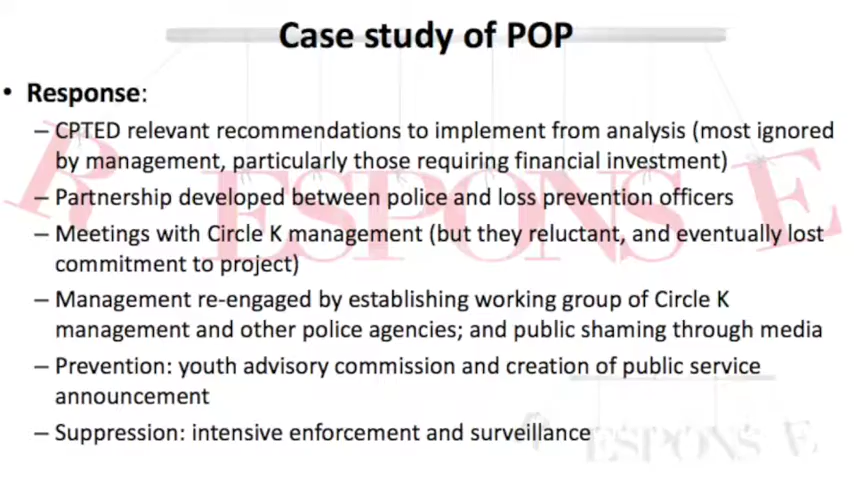 Case study of POP
• Response:
– CPTED relevant recommendations to implement from analysis (most ignored
by management, particularly those requiring financial investment)
– Partnership developed between police and loss prevention officers
– Meetings with Circle K management (but they reluctant, and eventually lost
commitment to project)
– Management re-engaged by establishing working group of Circle K
management and other police agencies; and public shaming through media
– Prevention: youth advisory commission and creation of public service
announcement
– Suppression: intensive enforcement and surveillance
RESPONSE
RESPONSE